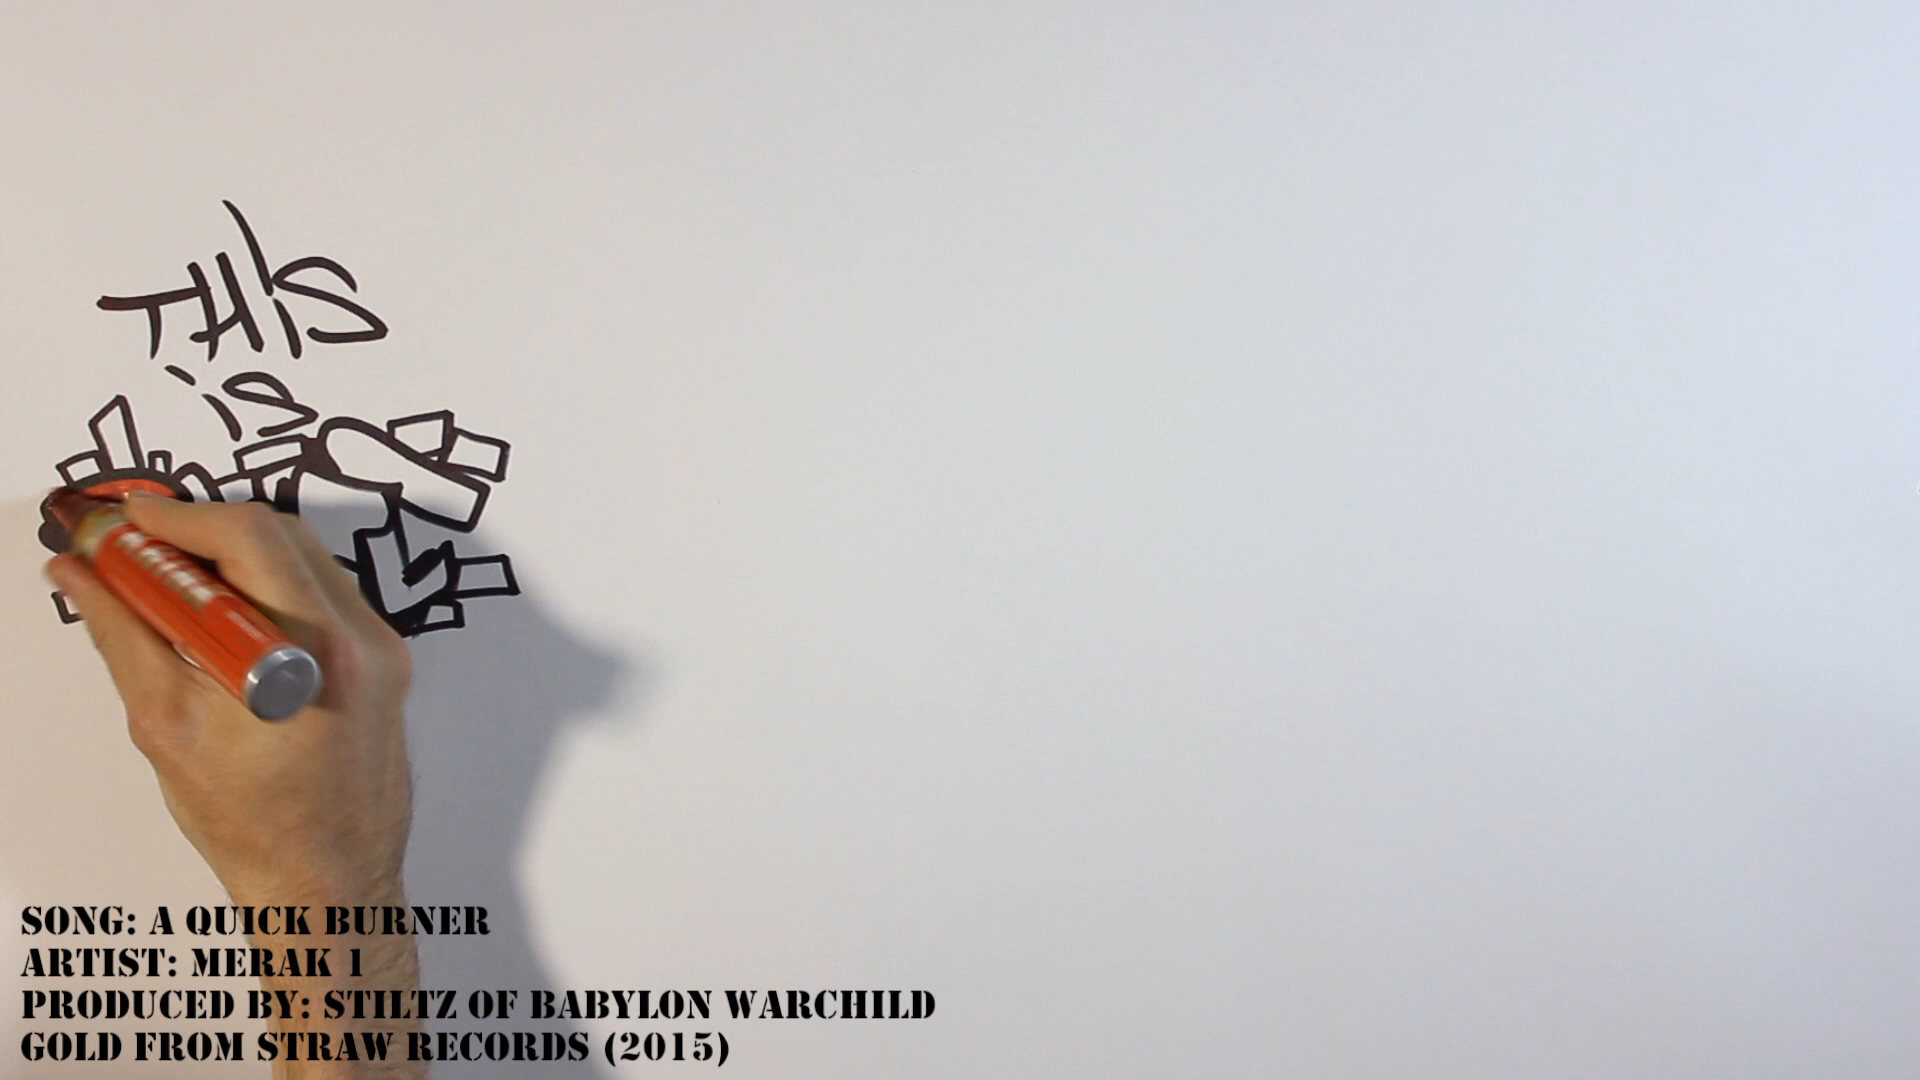 THiS
iS
SONG: A QUICK BURNER
ARTIST: MERAK 1
PRODUCED BY: STILTZ OF BABYLON WARCHILD
GOLD FROM STRAW RECORDS (2015)